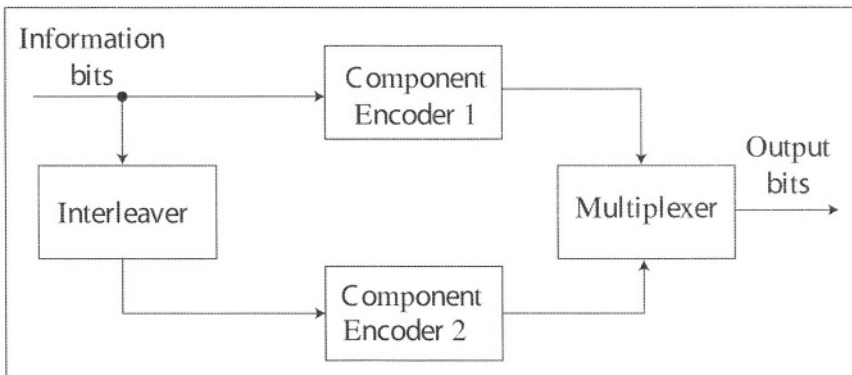 Information
bits
Component
Encoder 1
Interleaver
Multiplexer
Output
bits
Component
Encoder 2